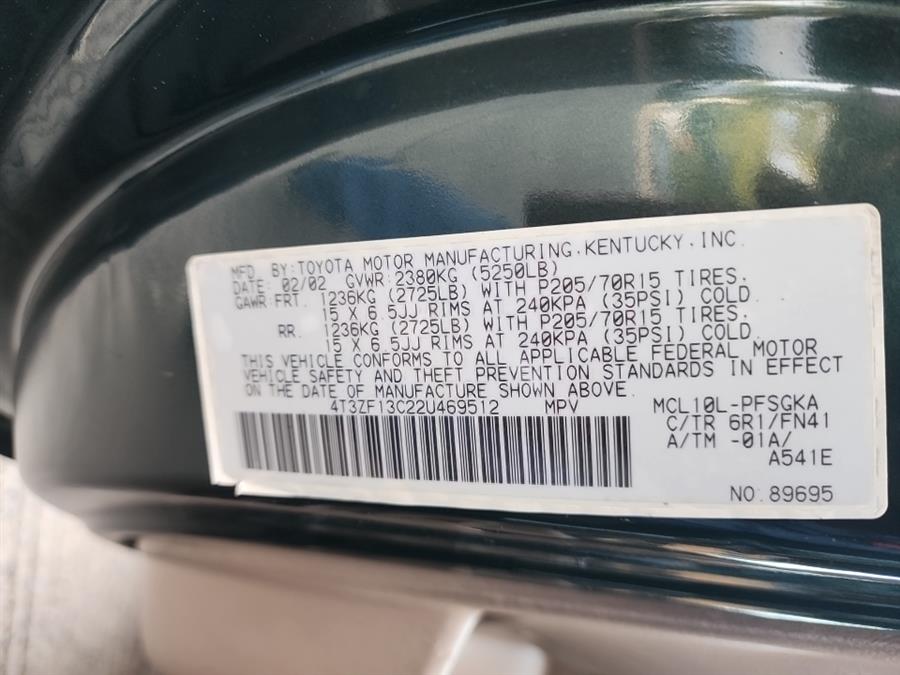 MFD. BY:TOYOTA MOTOR MANUFACTURING,KENTUCKY,INC.
DATE: 02/02 GVWR:2380KG (5250LB)
GAWR:FRT. 1236KG (2725LB) WITH P205/70R15 TIRES.
15 X 6.5JJ RIMS AT 240KPA (35PSI) COLD.
RR. 1236KG (2725LB) WITH P205/70R15 TIRES.
15 X 6.5JJ RIMS AT 240KPA (35PSI) COLD.
THIS VEHICLE CONFORMS TO ALL APPLICABLE FEDERAL MOTOR
VEHICLE SAFETY AND THEFT PREVENTION STANDARDS IN EFFECT
ON THE DATE OF MANUFACTURE SHOWN ABOVE.
4T3ZF13C22U469512 MPV MCL10L-PFSGKA
C/TR 6R1/FN41
A/TM -01A/
A541E
NO.89695